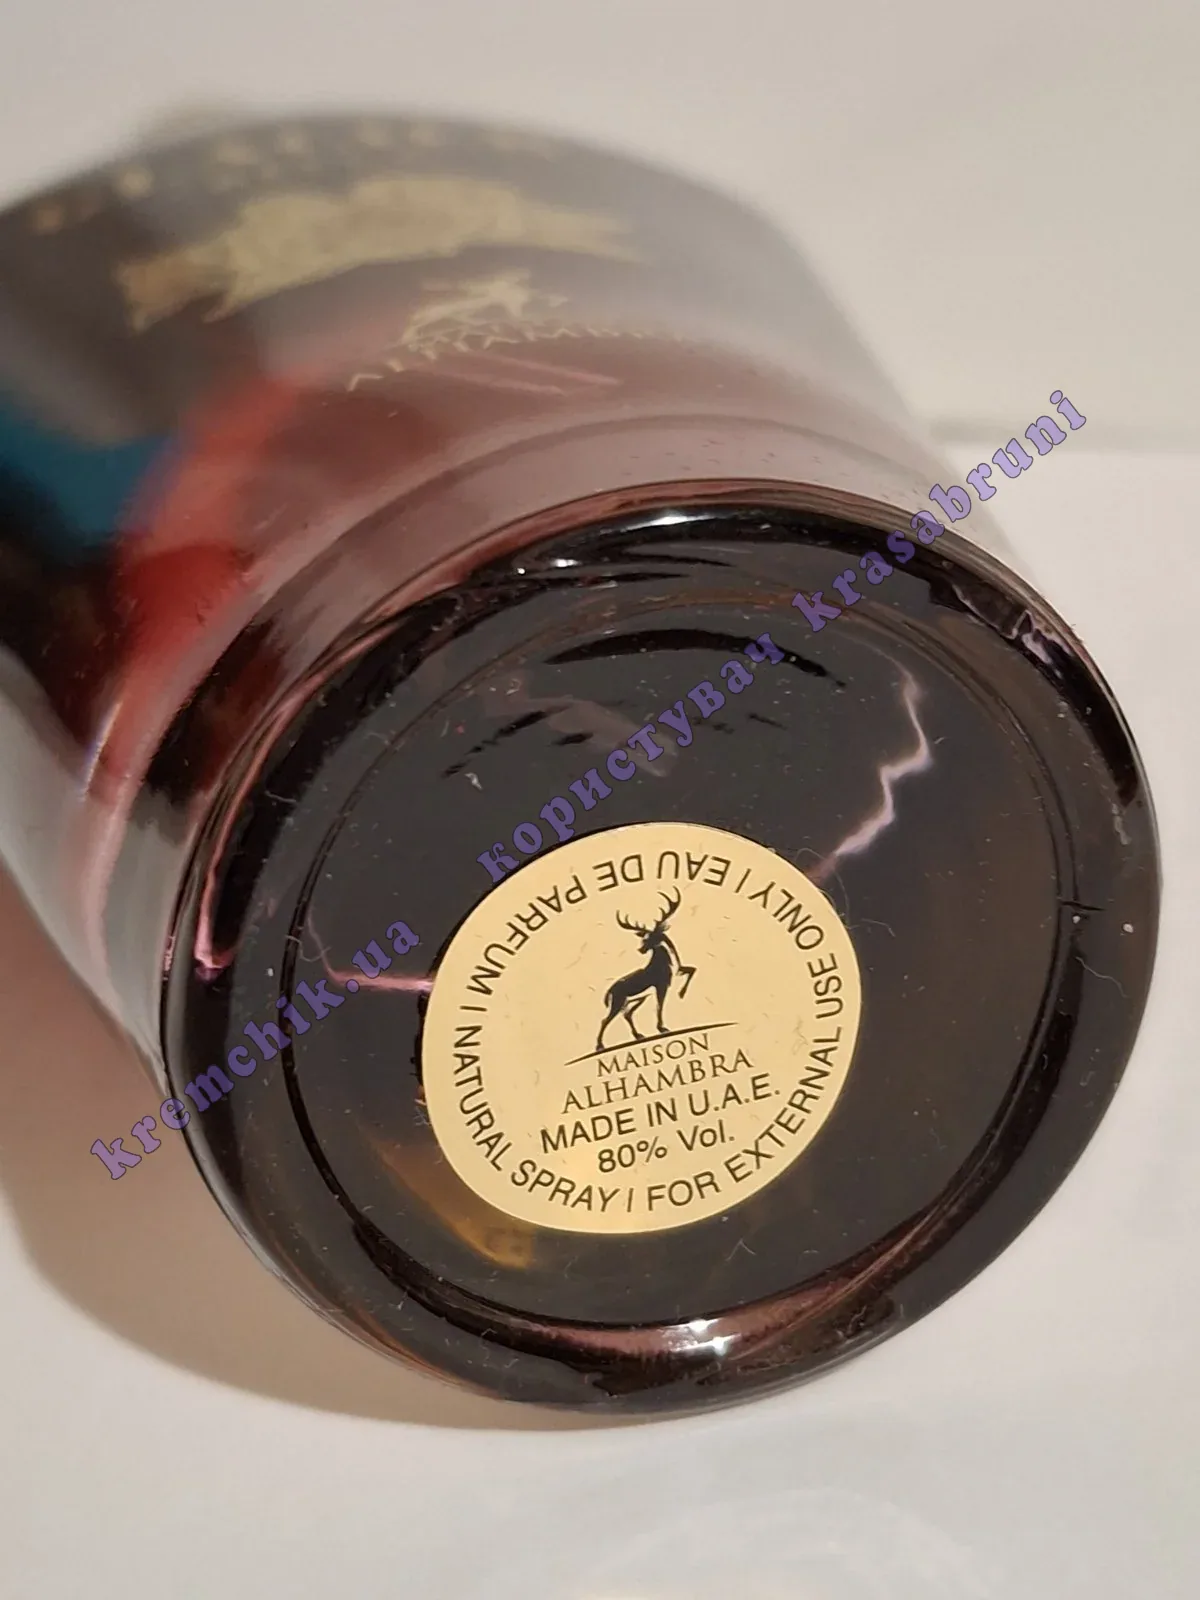 ALHAMBRA
EAU DE PARFUM / NATURAL SPRAY / FOR EXTERNAL USE ONLY /
MAISON
ALHAMBRA
MADE IN U.A.E.
80% Vol.
kremchik.ua користувач krasabruni